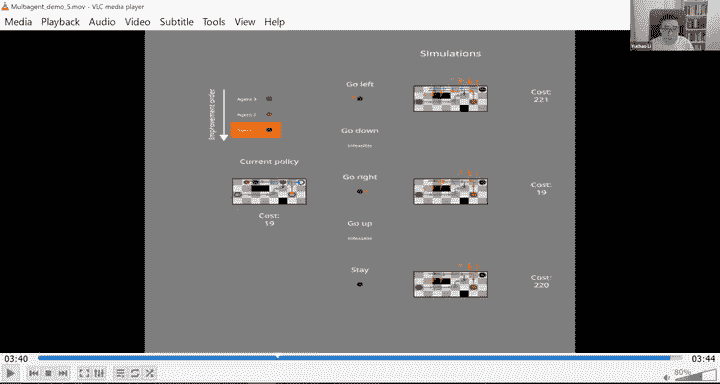 Multiagent_demo_5.mov - VLC media player
Media Playback Audio Video Subtitle Tools View Help
Yuchao Li
Simulations
Improvement order
Agent 3
Agent 2
Go left
Cost:
221
Go down
Infeasible
Current policy
Cost:
19
Go right
Cost:
19
Go up
Infeasible
Stay
Cost:
220
03:40
03:44
80%